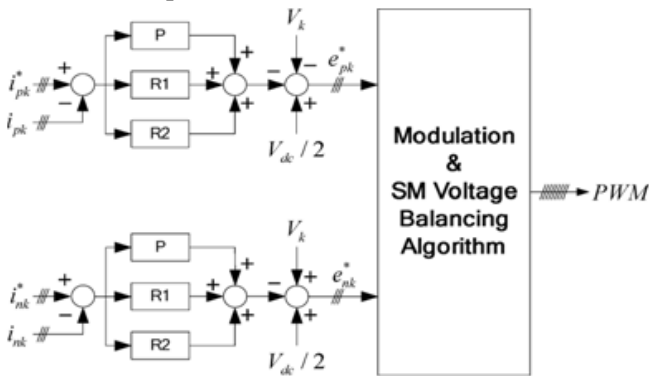 P
R1
R2
V_k
i*_pk
i_pk
e*_pk
V_dc / 2
+
−
+
+
+
−
−
+
Modulation
&
SM Voltage
Balancing
Algorithm
PWM
P
R1
R2
V_k
i*_nk
i_nk
e*_nk
V_dc / 2
+
−
+
+
+
−
+
+